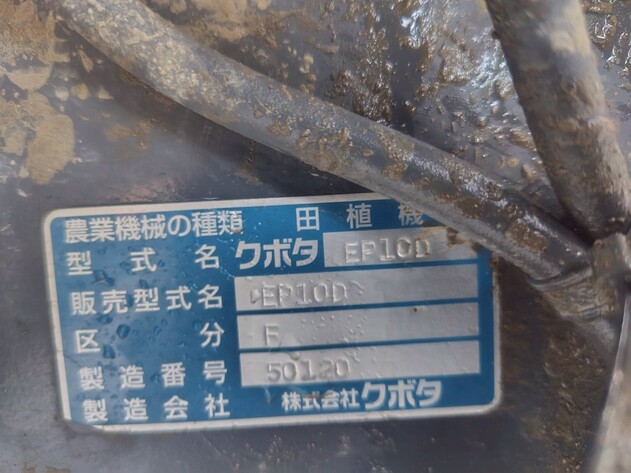 農業機械の種類 田植機
型式名 クボタ EP10D
販売型式名 EP10D
区分 F
製造番号 50120
製造会社 株式会社クボタ